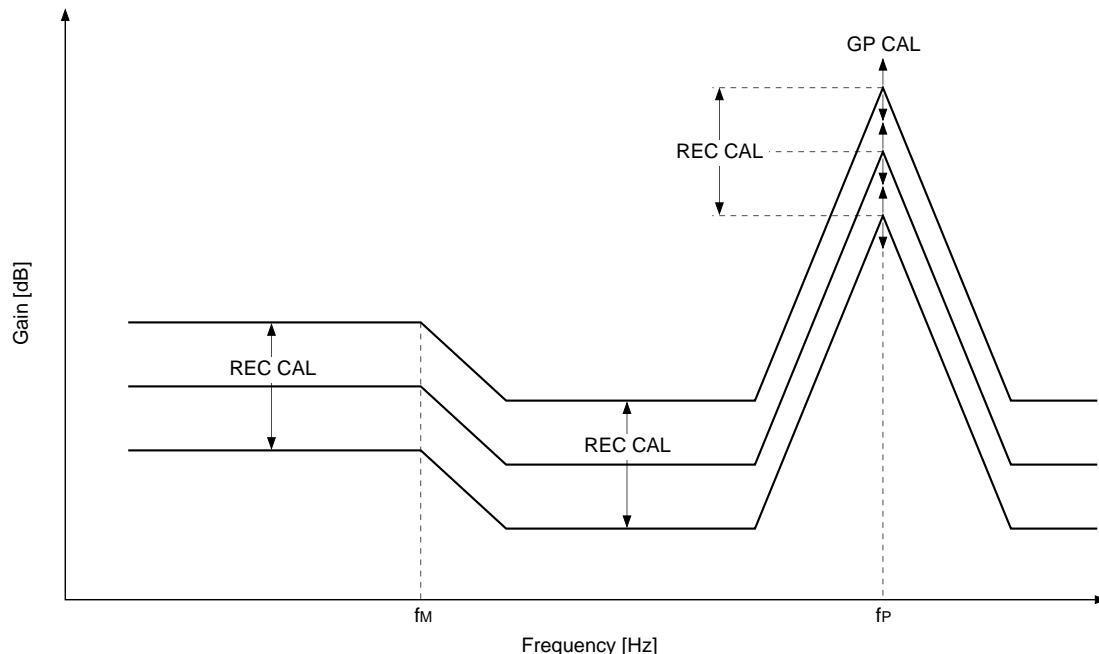 GP CAL
REC CAL
Gain [dB]
REC CAL
REC CAL
fM
fP
Frequency [Hz]